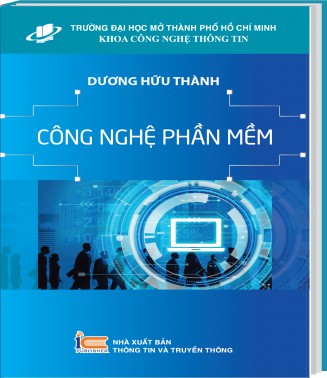 TRƯỜNG ĐẠI HỌC MỞ THÀNH PHỐ HỒ CHÍ MINH
KHOA CÔNG NGHỆ THÔNG TIN
DƯƠNG HỮU THÀNH
CÔNG NGHỆ PHẦN MỀM
NHÀ XUẤT BẢN
THÔNG TIN VÀ TRUYỀN THÔNG